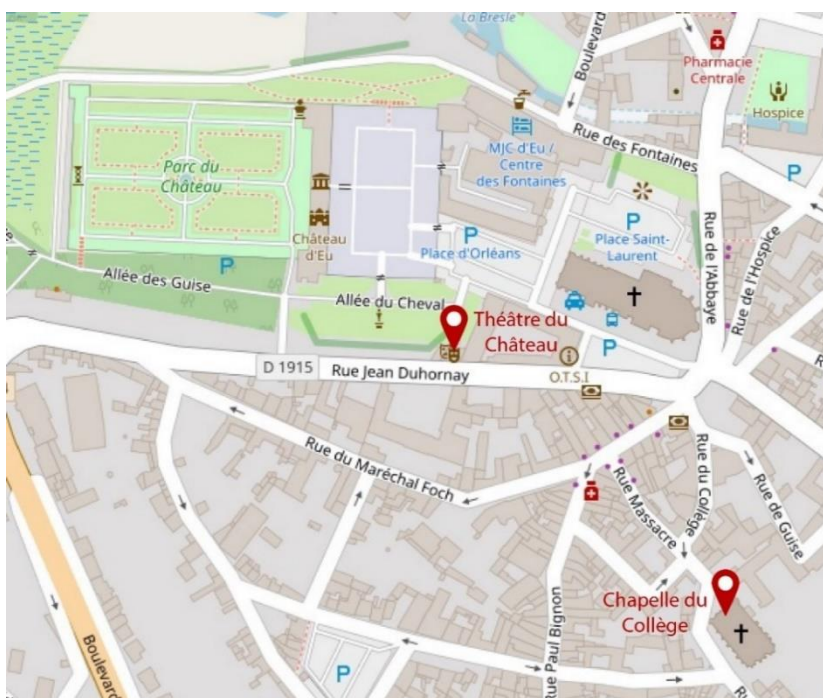 La Bresle
Boulevard
Pharmacie
Centrale
Hospice
Rue des Fontaines
MJC d'Eu /
Centre
des Fontaines
Parc du
Château
P
Rue de l'Abbaye
Rue de l'Hospice
P
Place Saint-
Laurent
P
Place d'Orléans
Château
d'Eu
P
Allée des Guise
Allée du Cheval
Théâtre du
Château
P
O.T.S.I
D 1915
Rue Jean Duhornay
Rue du Maréchal Foch
Rue Massacre
Rue du Collège
Rue de Guise
Chapelle du
Collège
Rue Paul Bignon
Boulevard
P